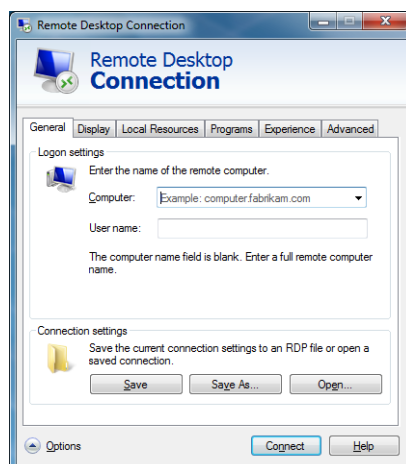 Remote Desktop Connection
Remote Desktop
Connection
General Display Local Resources Programs Experience Advanced
Logon settings
Enter the name of the remote computer.
Computer: Example: computer.fabrikam.com
User name:
The computer name field is blank. Enter a full remote computer
name.
Connection settings
Save the current connection settings to an RDP file or open a
saved connection.
Save Save As... Open...
Options Connect Help